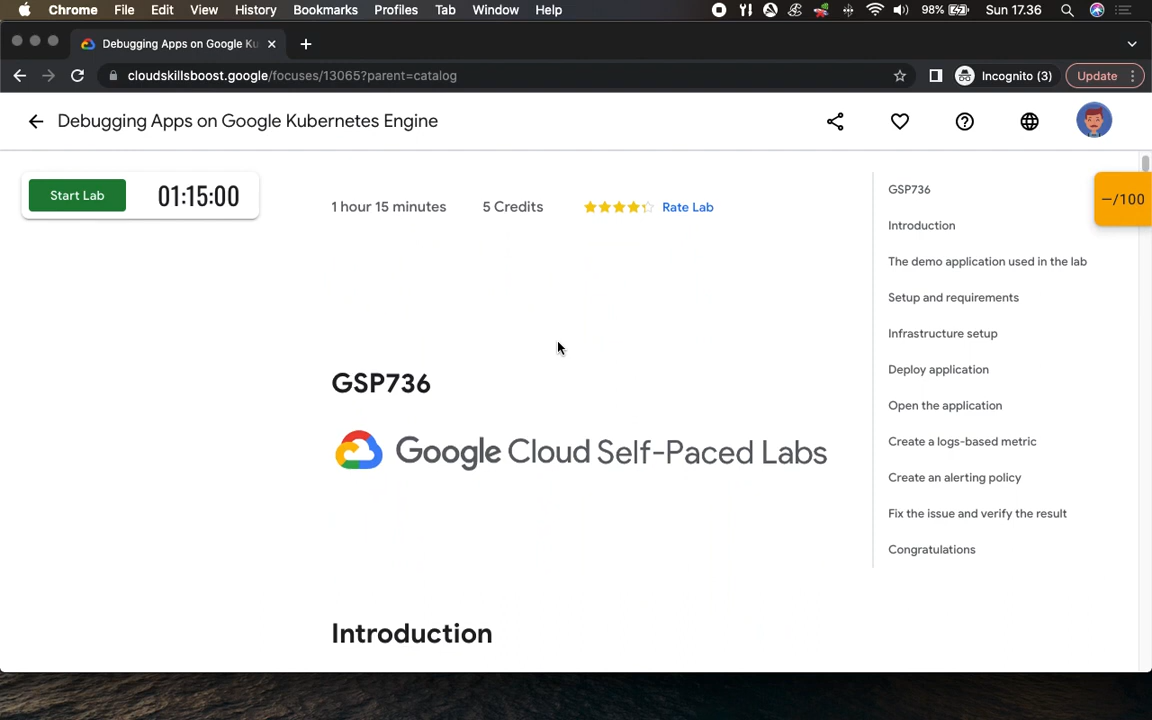 Chrome File Edit View History Bookmarks Profiles Tab Window Help 98% Sun 17.36
Debugging Apps on Google Ku
cloudskillsboost.google/focuses/13065?parent=catalog Incognito (3) Update
Debugging Apps on Google Kubernetes Engine
Start Lab 01:15:00
1 hour 15 minutes 5 Credits Rate Lab
GSP736
Google Cloud Self-Paced Labs
Introduction
GSP736
Introduction
The demo application used in the lab
Setup and requirements
Infrastructure setup
Deploy application
Open the application
Create a logs-based metric
Create an alerting policy
Fix the issue and verify the result
Congratulations
—/100